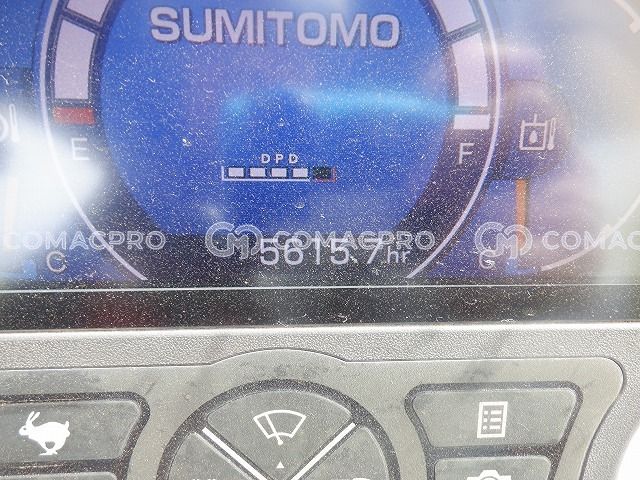 SUMITOMO
E
F
DPD
COMACPRO COMACPRO COMACPRO
C
5615.7hr